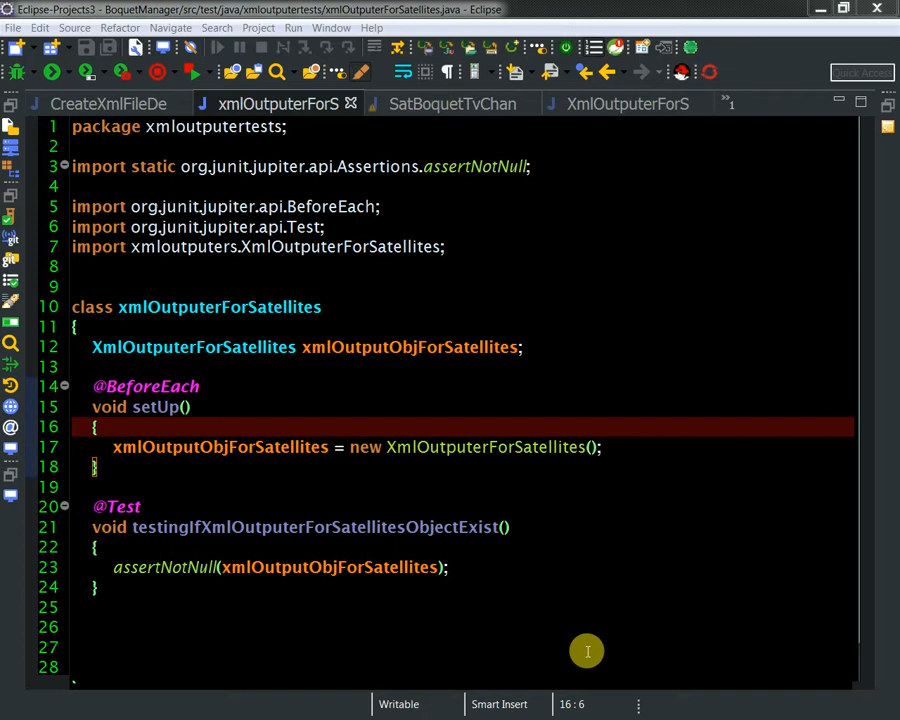 Eclipse-Projects3 - BoquetManager/src/test/java/xmloutputertests/xmlOutputerForSatellites.java - Eclipse
File Edit Source Refactor Navigate Search Project Run Window Help
Quick Access
CreateXmlFileDe xmlOutputerForS SatBoquetTvChan XmlOutputerForS »1
1 package xmloutputertests;
2
3 import static org.junit.jupiter.api.Assertions.assertNotNull;
4
5 import org.junit.jupiter.api.BeforeEach;
6 import org.junit.jupiter.api.Test;
7 import xmloutputers.XmlOutputerForSatellites;
8
9
10 class xmlOutputerForSatellites
11 {
12 XmlOutputerForSatellites xmlOutputObjForSatellites;
13
14 @BeforeEach
15 void setUp()
16 {
17 xmlOutputObjForSatellites = new XmlOutputerForSatellites();
18 }
19
20 @Test
21 void testingIfXmlOutputerForSatellitesObjectExist()
22 {
23 assertNotNull(xmlOutputObjForSatellites);
24 }
25
26
27
28
Writable Smart Insert 16:6